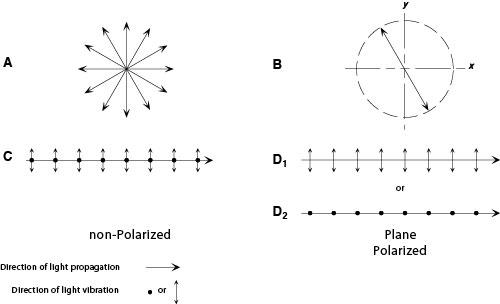 A
B
y
x
C
D1
or
D2
non-Polarized
Plane
Polarized
Direction of light propagation
Direction of light vibration
or